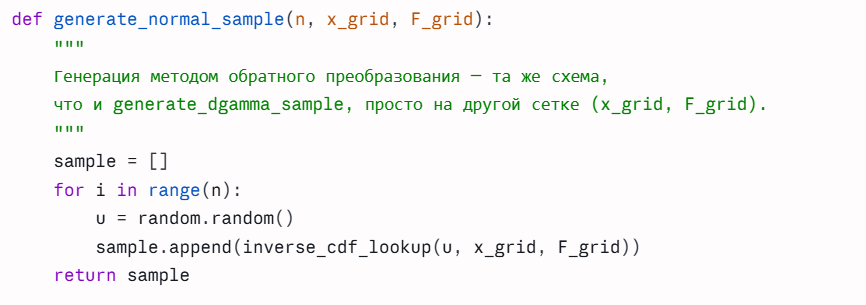 def generate_normal_sample(n, x_grid, F_grid):
    """
    Генерация методом обратного преобразования — та же схема,
    что и generate_dgamma_sample, просто на другой сетке (x_grid, F_grid).
    """
    sample = []
    for i in range(n):
        u = random.random()
        sample.append(inverse_cdf_lookup(u, x_grid, F_grid))
    return sample